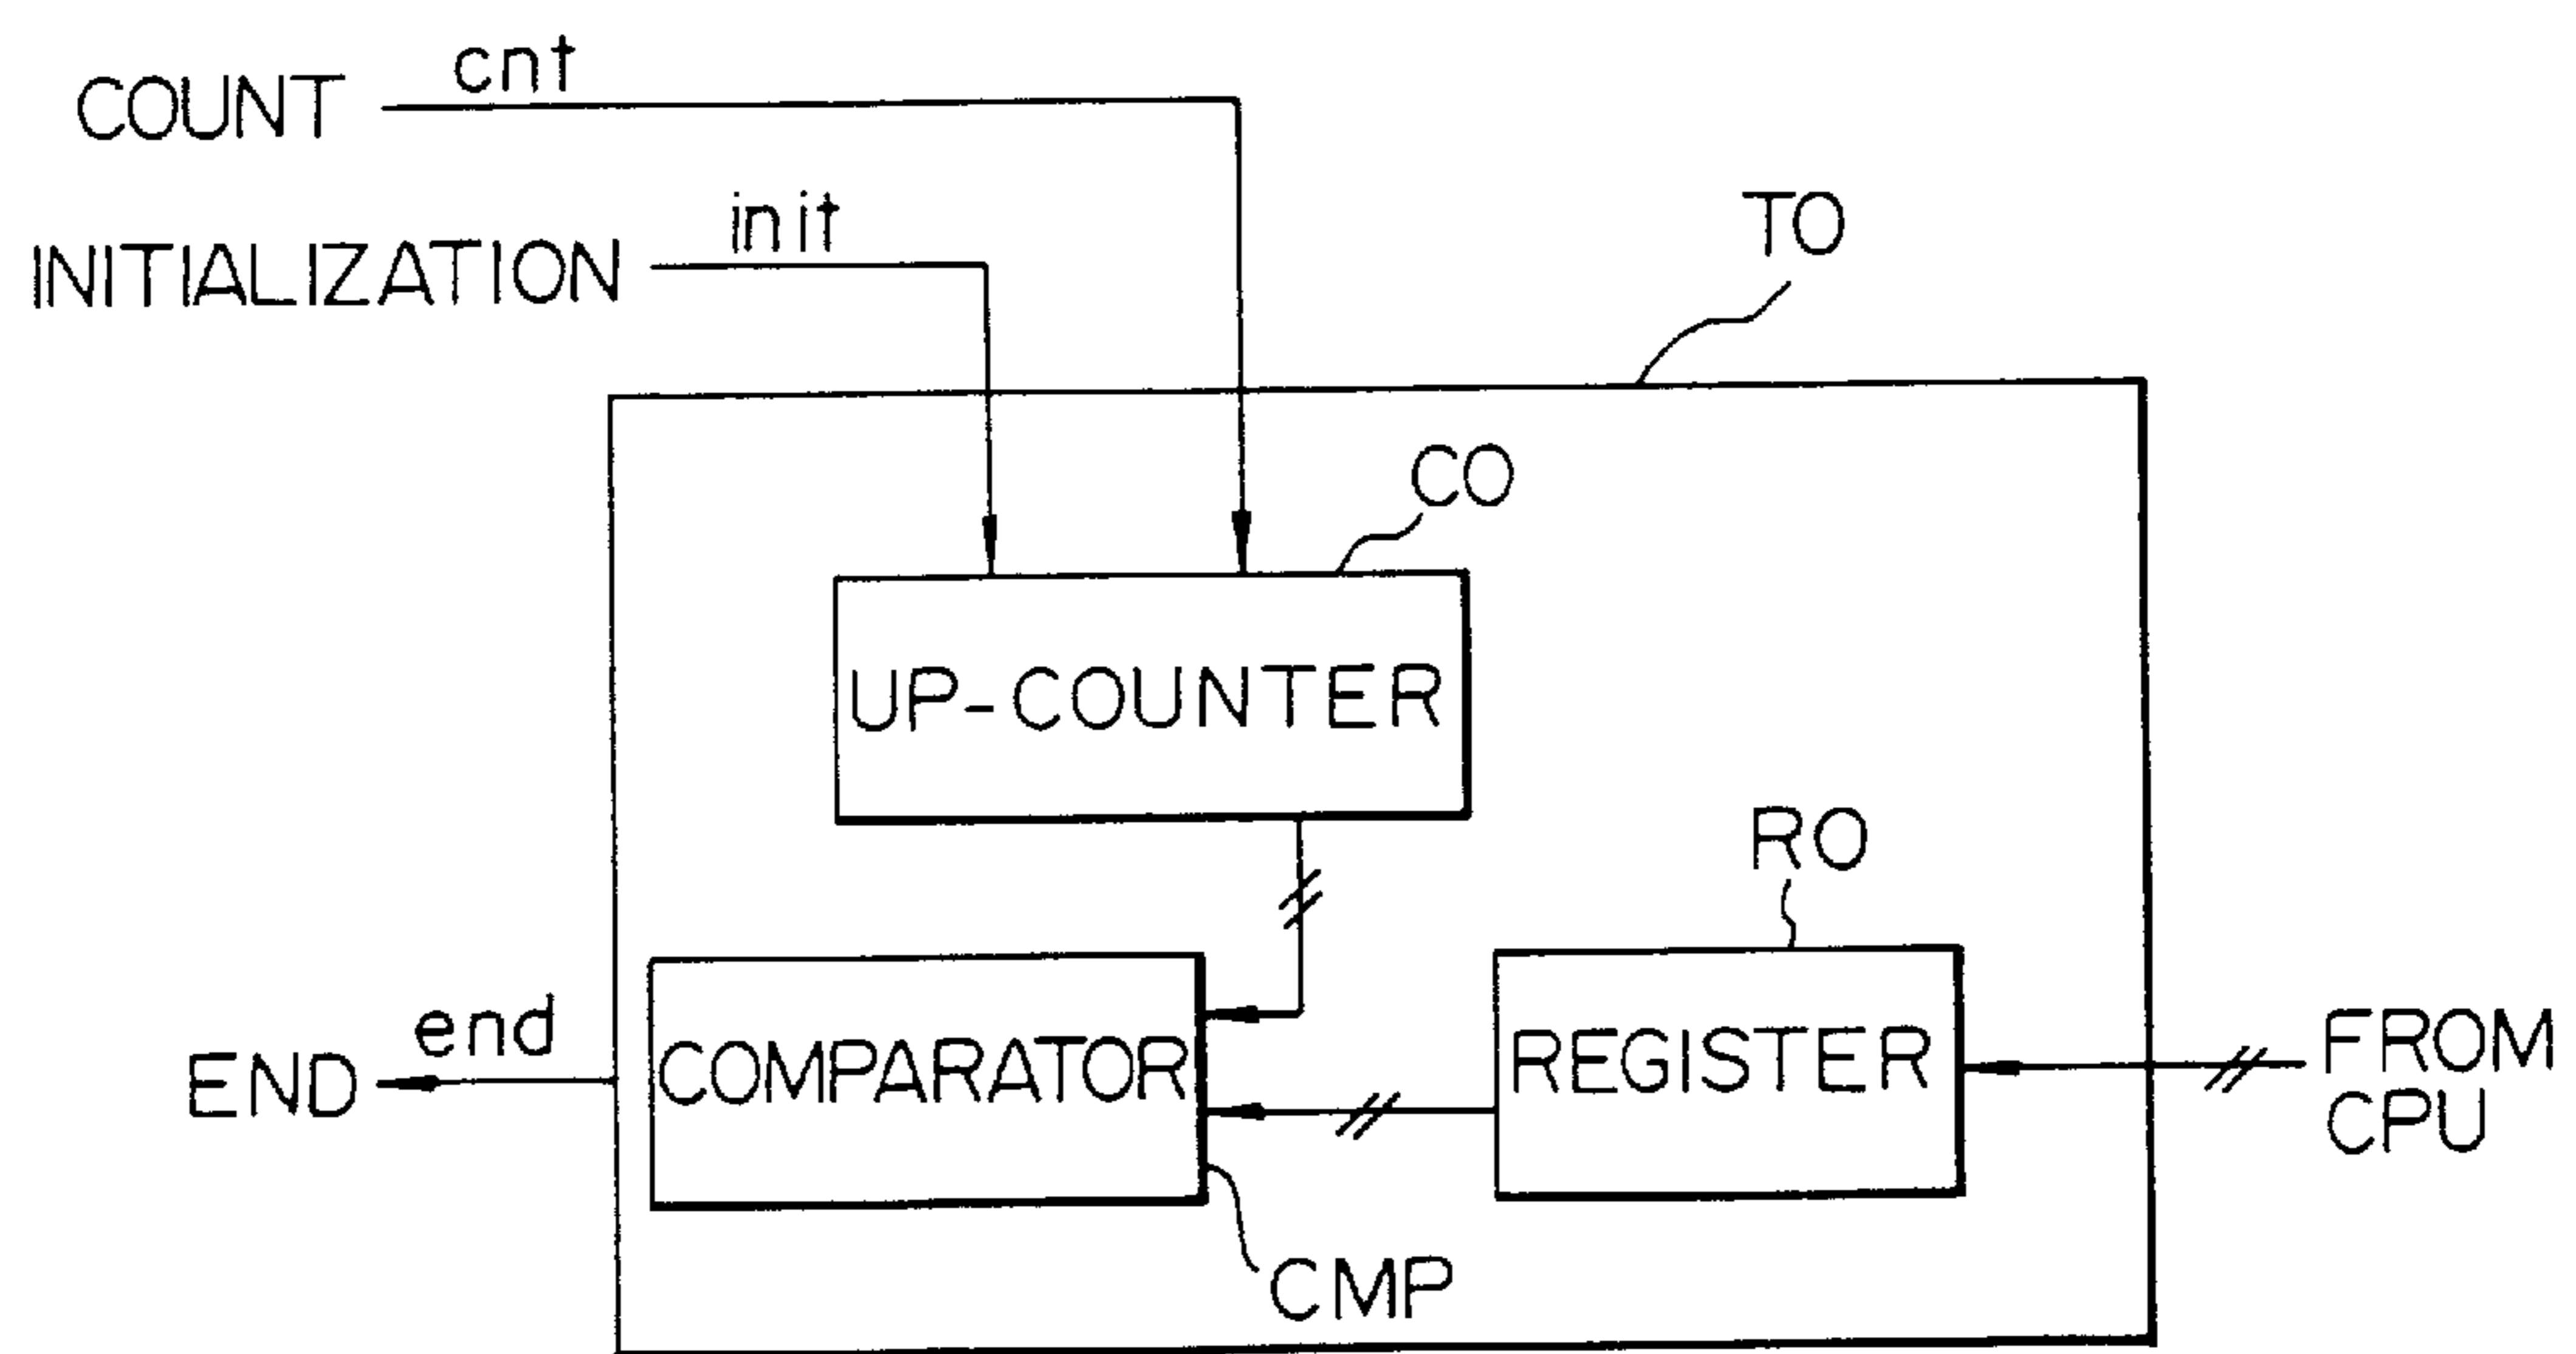 COUNT cnt
INITIALIZATION init
TO
CO
UP-COUNTER
RO
COMPARATOR
REGISTER
END end
FROM
CPU
CMP